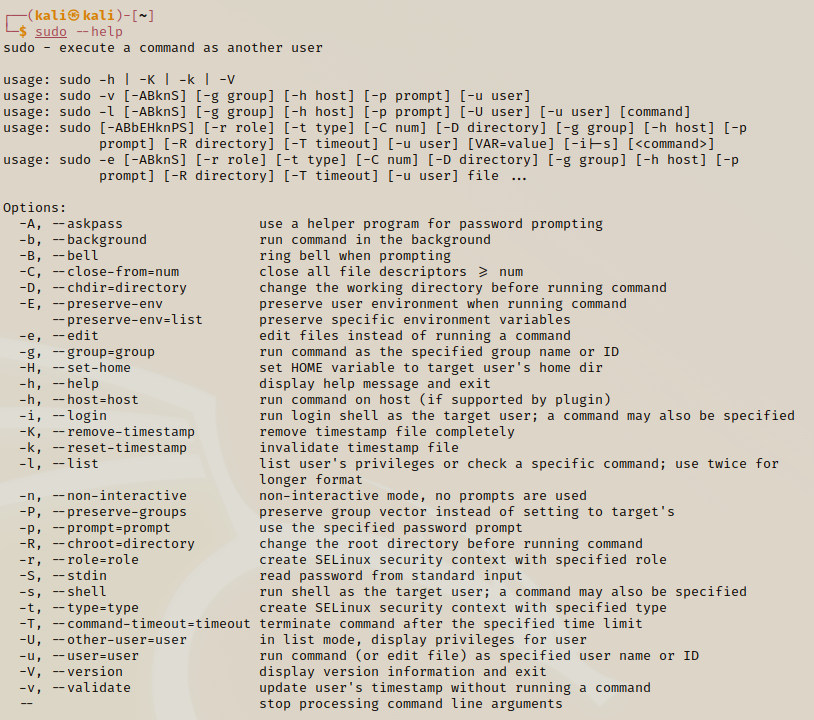 ┌──(kali㉿kali)-[~]
└─$ sudo --help
sudo - execute a command as another user

usage: sudo -h | -K | -k | -V
usage: sudo -v [-ABknS] [-g group] [-h host] [-p prompt] [-u user]
usage: sudo -l [-ABknS] [-g group] [-h host] [-p prompt] [-U user] [-u user] [command]
usage: sudo [-ABbEHknPS] [-r role] [-t type] [-C num] [-D directory] [-g group] [-h host] [-p
            prompt] [-R directory] [-T timeout] [-u user] [VAR=value] [-i|-s] [<command>]
usage: sudo -e [-ABknS] [-r role] [-t type] [-C num] [-D directory] [-g group] [-h host] [-p
            prompt] [-R directory] [-T timeout] [-u user] file ...

Options:
  -A, --askpass                 use a helper program for password prompting
  -b, --background              run command in the background
  -B, --bell                    ring bell when prompting
  -C, --close-from=num          close all file descriptors >= num
  -D, --chdir=directory         change the working directory before running command
  -E, --preserve-env            preserve user environment when running command
      --preserve-env=list       preserve specific environment variables
  -e, --edit                    edit files instead of running a command
  -g, --group=group             run command as the specified group name or ID
  -H, --set-home                set HOME variable to target user's home dir
  -h, --help                    display help message and exit
  -h, --host=host               run command on host (if supported by plugin)
  -i, --login                   run login shell as the target user; a command may also be specified
  -K, --remove-timestamp        remove timestamp file completely
  -k, --reset-timestamp         invalidate timestamp file
  -l, --list                    list user's privileges or check a specific command; use twice for
                                longer format
  -n, --non-interactive         non-interactive mode, no prompts are used
  -P, --preserve-groups         preserve group vector instead of setting to target's
  -p, --prompt=prompt           use the specified password prompt
  -R, --chroot=directory        change the root directory before running command
  -r, --role=role               create SELinux security context with specified role
  -S, --stdin                   read password from standard input
  -s, --shell                   run shell as the target user; a command may also be specified
  -t, --type=type               create SELinux security context with specified type
  -T, --command-timeout=timeout terminate command after the specified time limit
  -U, --other-user=user         in list mode, display privileges for user
  -u, --user=user               run command (or edit file) as specified user name or ID
  -V, --version                 display version information and exit
  -v, --validate                update user's timestamp without running a command
  --                            stop processing command line arguments